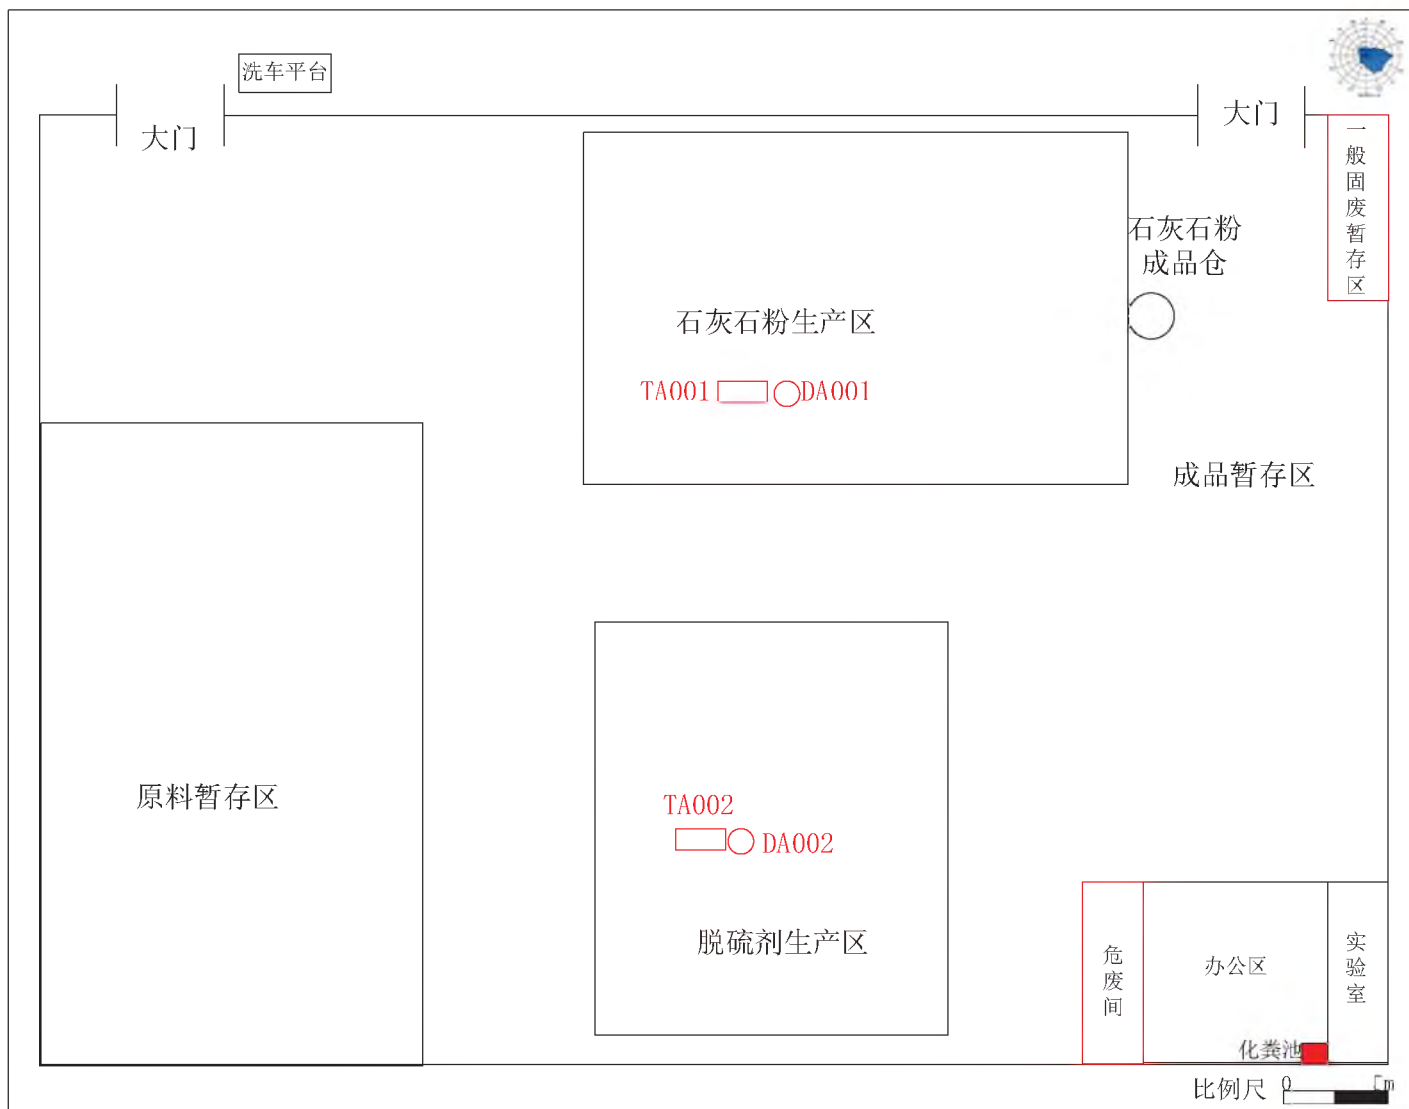 洗车平台
大门
大门
一般固废暂存区
石灰石粉
成品仓
石灰石粉生产区
TA001
DA001
成品暂存区
原料暂存区
TA002
DA002
脱硫剂生产区
危废间
办公区
实验室
化粪池
比例尺 0 m